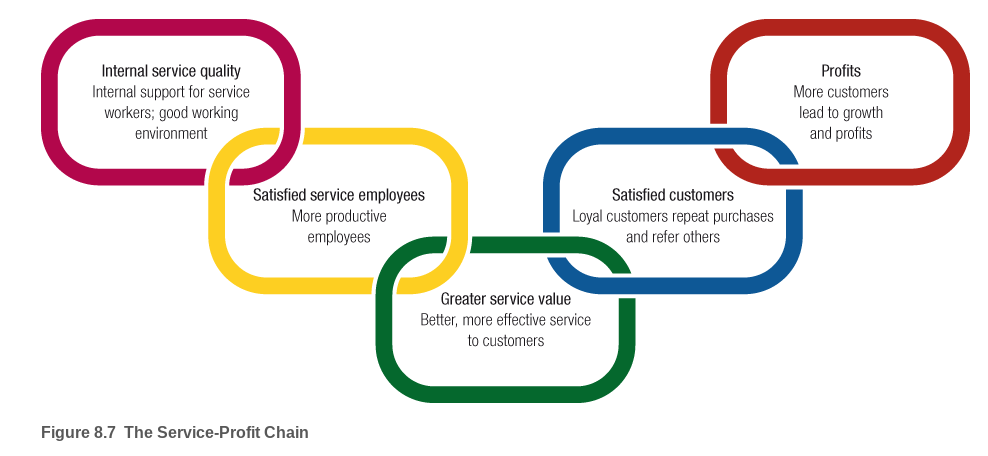 Internal service quality
Internal support for service
workers; good working
environment
Satisfied service employees
More productive
employees
Greater service value
Better, more effective service
to customers
Satisfied customers
Loyal customers repeat purchases
and refer others
Profits
More customers
lead to growth
and profits
Figure 8.7 The Service-Profit Chain